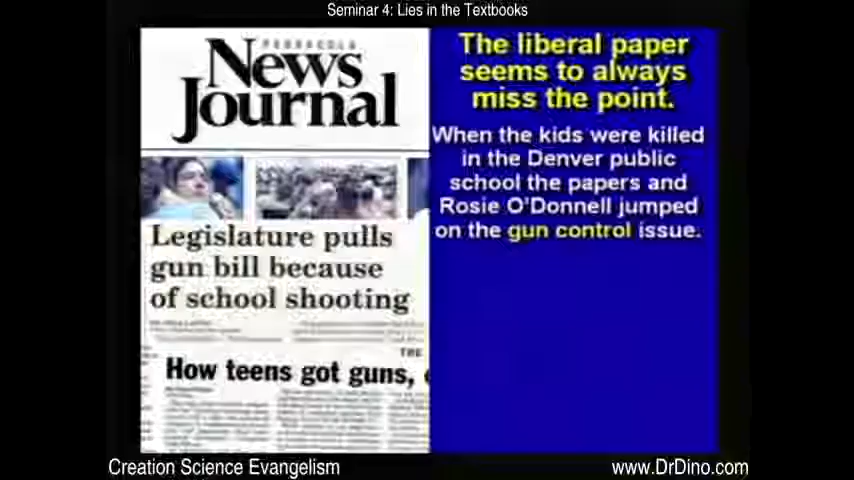 Seminar 4: Lies in the Textbooks
PENSACOLA
News
Journal
Legislature pulls
gun bill because
of school shooting
THE
How teens got guns,
The liberal paper
seems to always
miss the point.
When the kids were killed
in the Denver public
school the papers and
Rosie O'Donnell jumped
on the gun control issue.
Creation Science Evangelism
www.DrDino.com